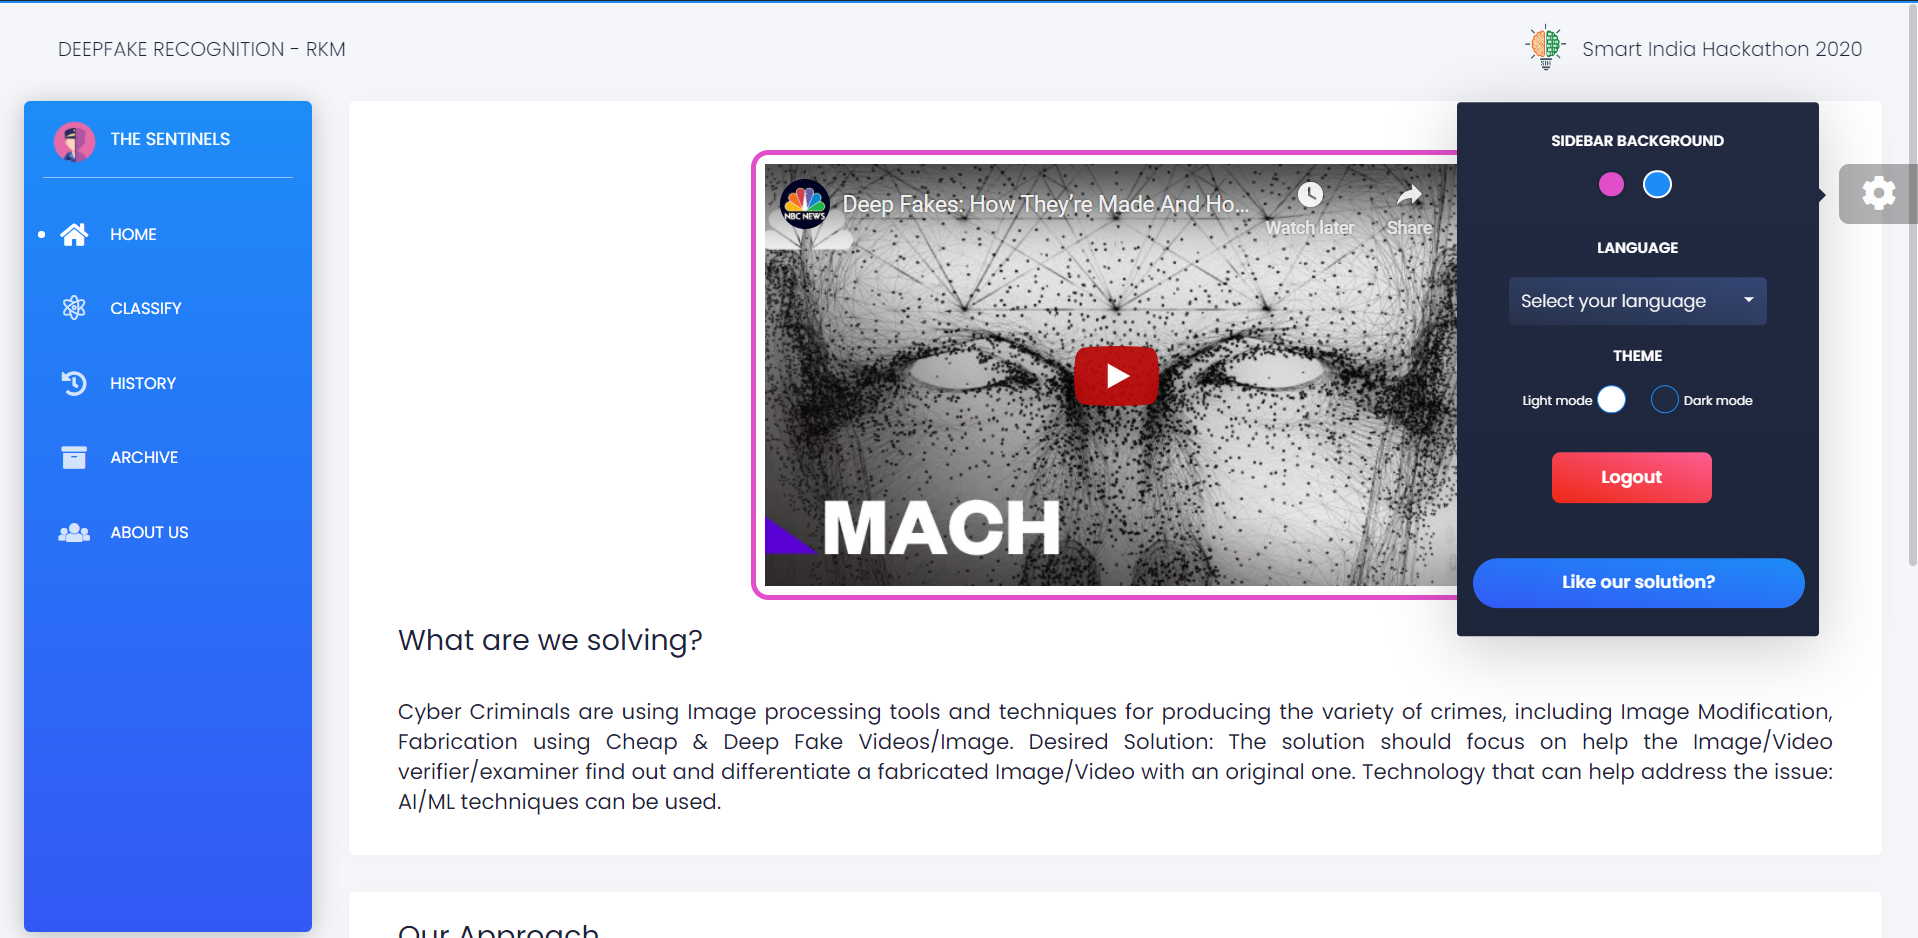 DEEPFAKE RECOGNITION - RKM
Smart India Hackathon 2020
THE SENTINELS
HOME
CLASSIFY
HISTORY
ARCHIVE
ABOUT US
NBC NEWS
Deep Fakes: How They’re Made And Ho...
Watch later
Share
MACH
SIDEBAR BACKGROUND
LANGUAGE
Select your language
THEME
Light mode
Dark mode
Logout
Like our solution?
What are we solving?
Cyber Criminals are using Image processing tools and techniques for producing the variety of crimes, including Image Modification,
Fabrication using Cheap & Deep Fake Videos/Image. Desired Solution: The solution should focus on help the Image/Video
verifier/examiner find out and differentiate a fabricated Image/Video with an original one. Technology that can help address the issue:
AI/ML techniques can be used.
Our Approach